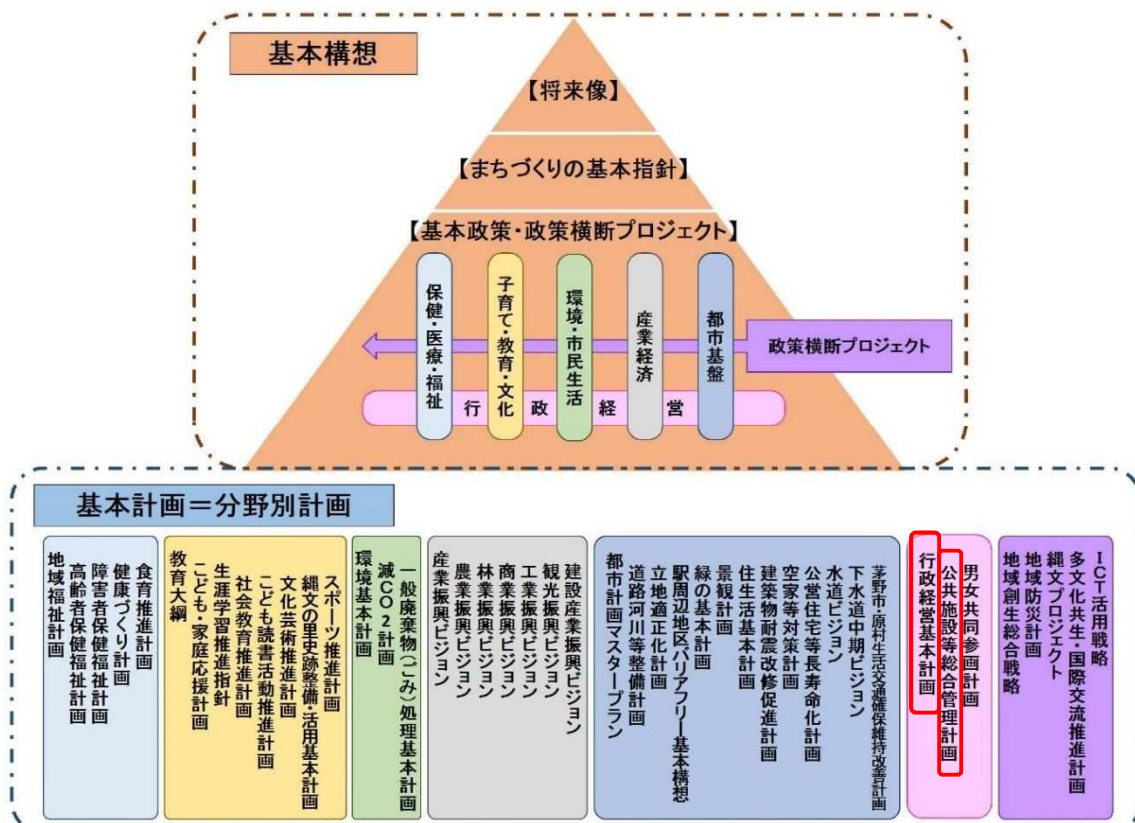 基本構想
【将来像】
【まちづくりの基本指針】
【基本政策・政策横断プロジェクト】
保健・医療・福祉
子育て・教育・文化
環境・市民生活
産業経済
都市基盤
政策横断プロジェクト
行政経営
基本計画＝分野別計画
地域福祉計画
高齢者保健福祉計画
障害者保健福祉計画
健康づくり計画
食育推進計画
教育大綱
こども・家庭応援計画
生涯学習推進指針
社会教育推進計画
こども読書活動推進計画
文化芸術推進計画
縄文の里史跡整備・活用基本計画
スポーツ推進計画
環境基本計画
減CO2計画
一般廃棄物(ごみ)処理基本計画
産業振興ビジョン
農業振興ビジョン
林業振興ビジョン
商業振興ビジョン
工業振興ビジョン
観光振興ビジョン
建設産業振興ビジョン
都市計画マスタープラン
道路河川等整備計画
立地適正化計画
駅周辺地区バリアフリー基本構想
緑の基本計画
景観計画
住生活基本計画
建築物耐震改修促進計画
空家等対策計画
公営住宅等長寿命化計画
水道ビジョン
下水道中期ビジョン
茅野市・原村生活交通確保維持改善計画
行政経営基本計画
公共施設等総合管理計画
男女共同参画計画
地域創生総合戦略
地域防災計画
縄文プロジェクト
多文化共生・国際交流推進計画
ICT活用戦略